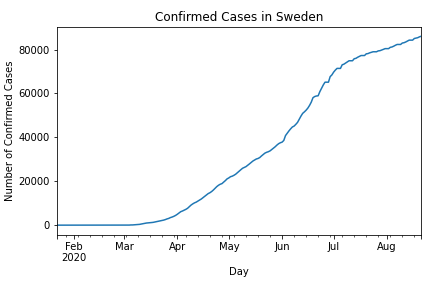 Confirmed Cases in Sweden
Number of Confirmed Cases
80000
60000
40000
20000
0
Feb Mar Apr May Jun Jul Aug
2020
Day